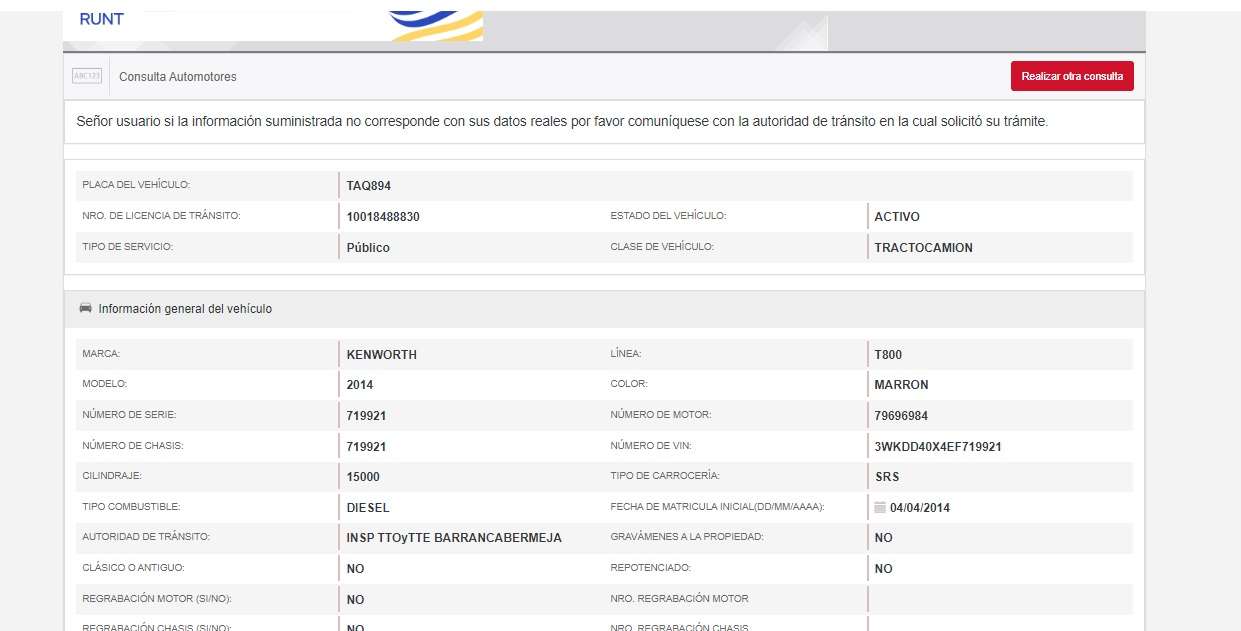 RUNT
ABC123 Consulta Automotores Realizar otra consulta
Señor usuario si la información suministrada no corresponde con sus datos reales por favor comuníquese con la autoridad de tránsito en la cual solicitó su trámite.
PLACA DEL VEHÍCULO: TAQ894
NRO. DE LICENCIA DE TRÁNSITO: 10018488830 ESTADO DEL VEHÍCULO: ACTIVO
TIPO DE SERVICIO: Público CLASE DE VEHÍCULO: TRACTOCAMION
Información general del vehículo
MARCA: KENWORTH LÍNEA: T800
MODELO: 2014 COLOR: MARRON
NÚMERO DE SERIE: 719921 NÚMERO DE MOTOR: 79696984
NÚMERO DE CHASIS: 719921 NÚMERO DE VIN: 3WKDD40X4EF719921
CILINDRAJE: 15000 TIPO DE CARROCERÍA: SRS
TIPO COMBUSTIBLE: DIESEL FECHA DE MATRICULA INICIAL(DD/MM/AAAA): 04/04/2014
AUTORIDAD DE TRÁNSITO: INSP TTOyTTE BARRANCABERMEJA GRAVÁMENES A LA PROPIEDAD: NO
CLÁSICO O ANTIGUO: NO REPOTENCIADO: NO
REGRABACIÓN MOTOR (SI/NO): NO NRO. REGRABACIÓN MOTOR
REGRABACIÓN CHASIS (SI/NO): NO NRO. REGRABACIÓN CHASIS